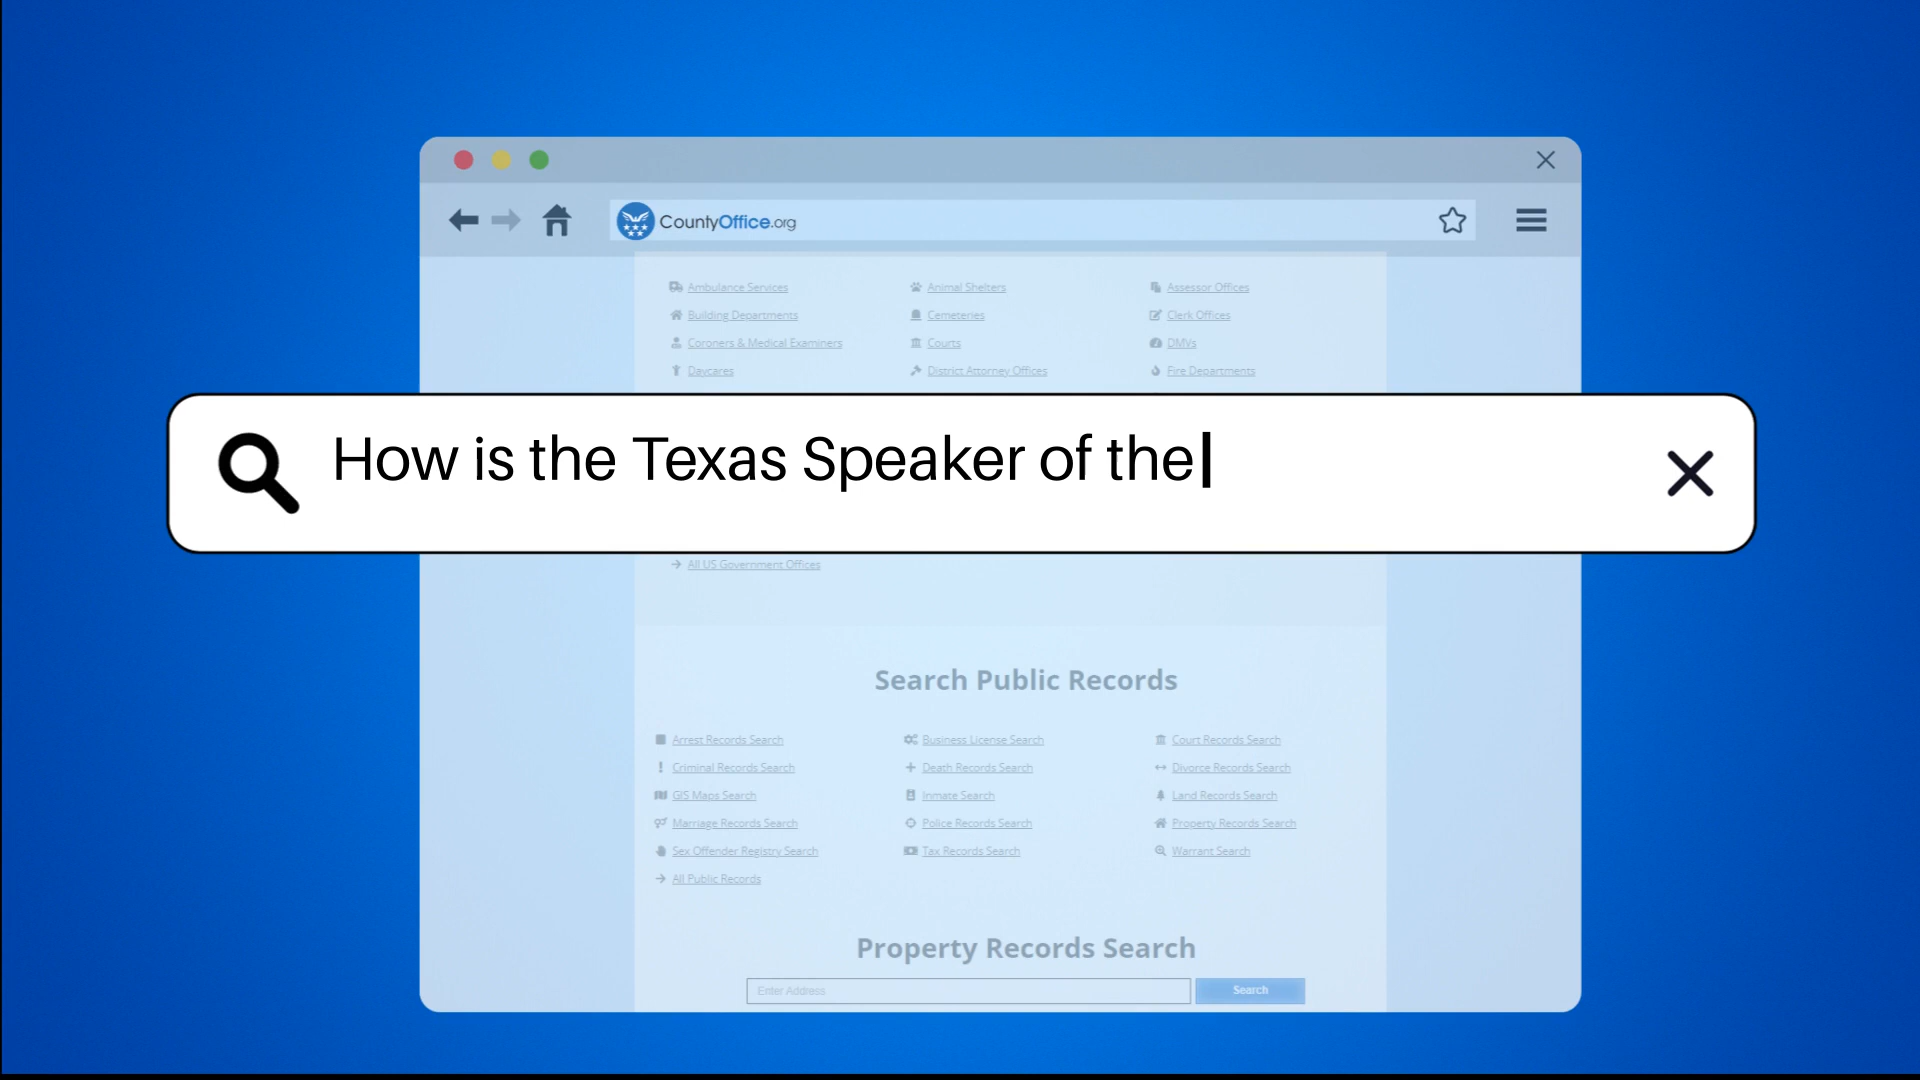 CountyOffice.org
Ambulance Services Animal Shelters Assessor Offices
Building Departments Cemeteries Clerk Offices
Coroners & Medical Examiners Courts DMVs
Daycares District Attorney Offices Fire Departments
How is the Texas Speaker of the
All US Government Offices
Search Public Records
Arrest Records Search Business License Search Court Records Search
Criminal Records Search Death Records Search Divorce Records Search
GIS Maps Search Inmate Search Land Records Search
Marriage Records Search Police Records Search Property Records Search
Sex Offender Registry Search Tax Records Search Warrant Search
All Public Records
Property Records Search
Enter Address Search